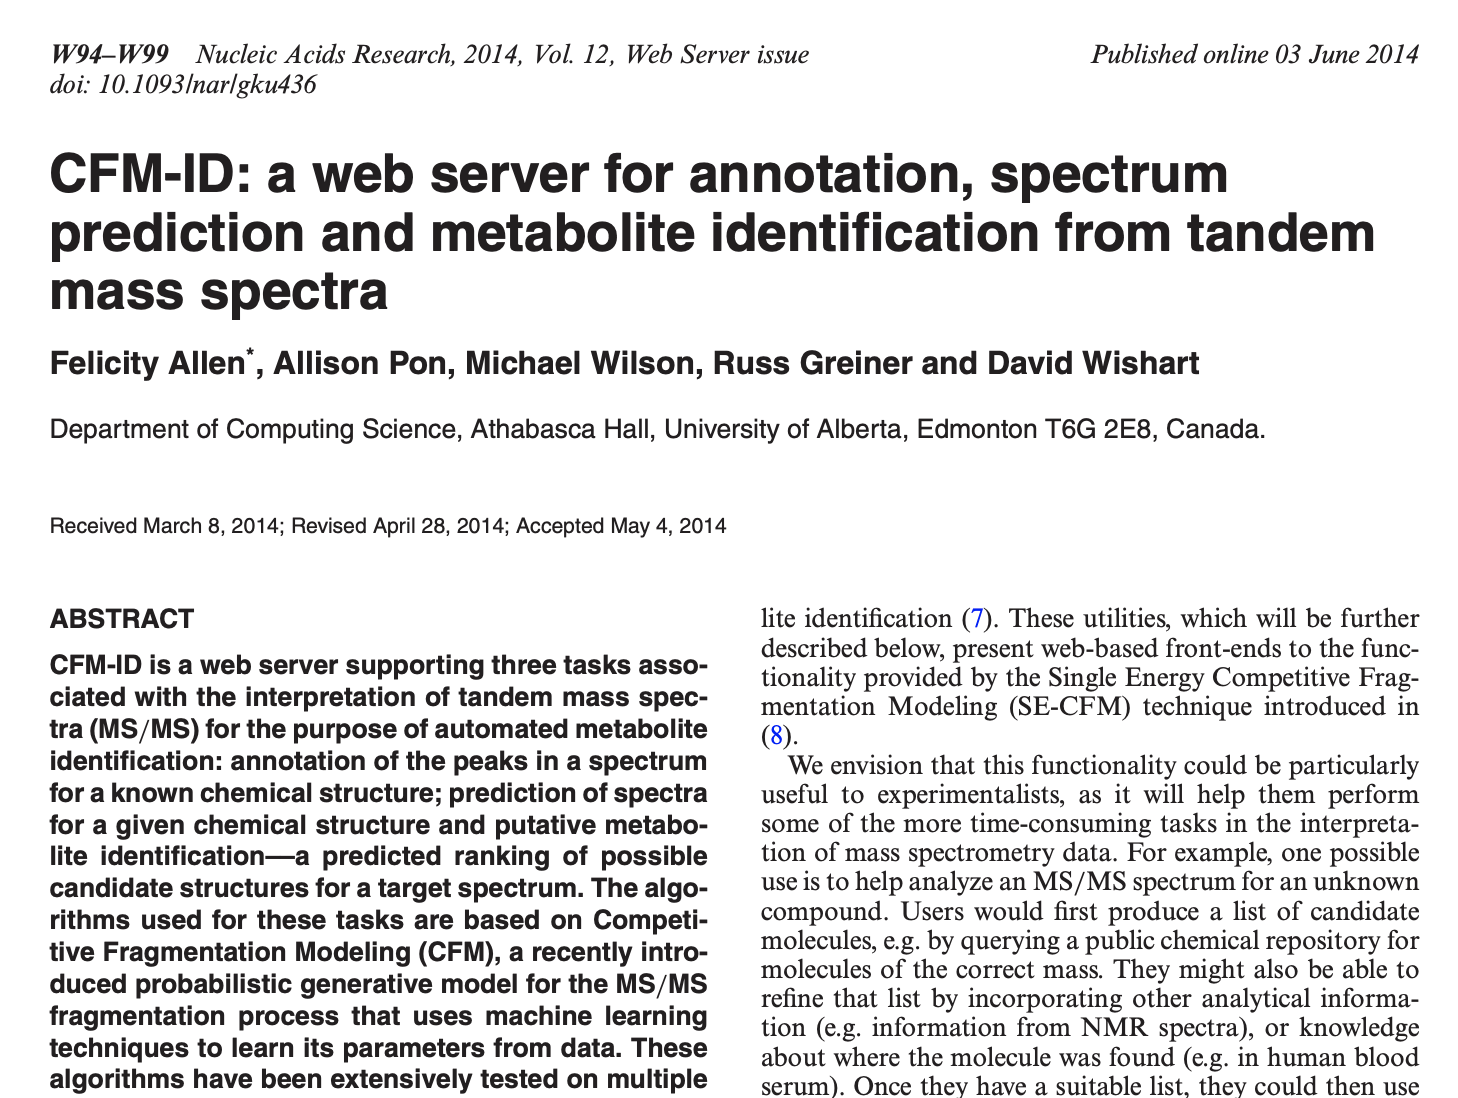 W94–W99 Nucleic Acids Research, 2014, Vol. 12, Web Server issue
Published online 03 June 2014
doi: 10.1093/nar/gku436
CFM-ID: a web server for annotation, spectrum
prediction and metabolite identification from tandem
mass spectra
Felicity Allen*, Allison Pon, Michael Wilson, Russ Greiner and David Wishart
Department of Computing Science, Athabasca Hall, University of Alberta, Edmonton T6G 2E8, Canada.
Received March 8, 2014; Revised April 28, 2014; Accepted May 4, 2014
ABSTRACT
CFM-ID is a web server supporting three tasks asso-
ciated with the interpretation of tandem mass spec-
tra (MS/MS) for the purpose of automated metabolite
identification: annotation of the peaks in a spectrum
for a known chemical structure; prediction of spectra
for a given chemical structure and putative metabo-
lite identification—a predicted ranking of possible
candidate structures for a target spectrum. The algo-
rithms used for these tasks are based on Competi-
tive Fragmentation Modeling (CFM), a recently intro-
duced probabilistic generative model for the MS/MS
fragmentation process that uses machine learning
techniques to learn its parameters from data. These
algorithms have been extensively tested on multiple
lite identification (7). These utilities, which will be further
described below, present web-based front-ends to the func-
tionality provided by the Single Energy Competitive Frag-
mentation Modeling (SE-CFM) technique introduced in
(8).
We envision that this functionality could be particularly
useful to experimentalists, as it will help them perform
some of the more time-consuming tasks in the interpreta-
tion of mass spectrometry data. For example, one possible
use is to help analyze an MS/MS spectrum for an unknown
compound. Users would first produce a list of candidate
molecules, e.g. by querying a public chemical repository for
molecules of the correct mass. They might also be able to
refine that list by incorporating other analytical informa-
tion (e.g. information from NMR spectra), or knowledge
about where the molecule was found (e.g. in human blood
serum). Once they have a suitable list, they could then use